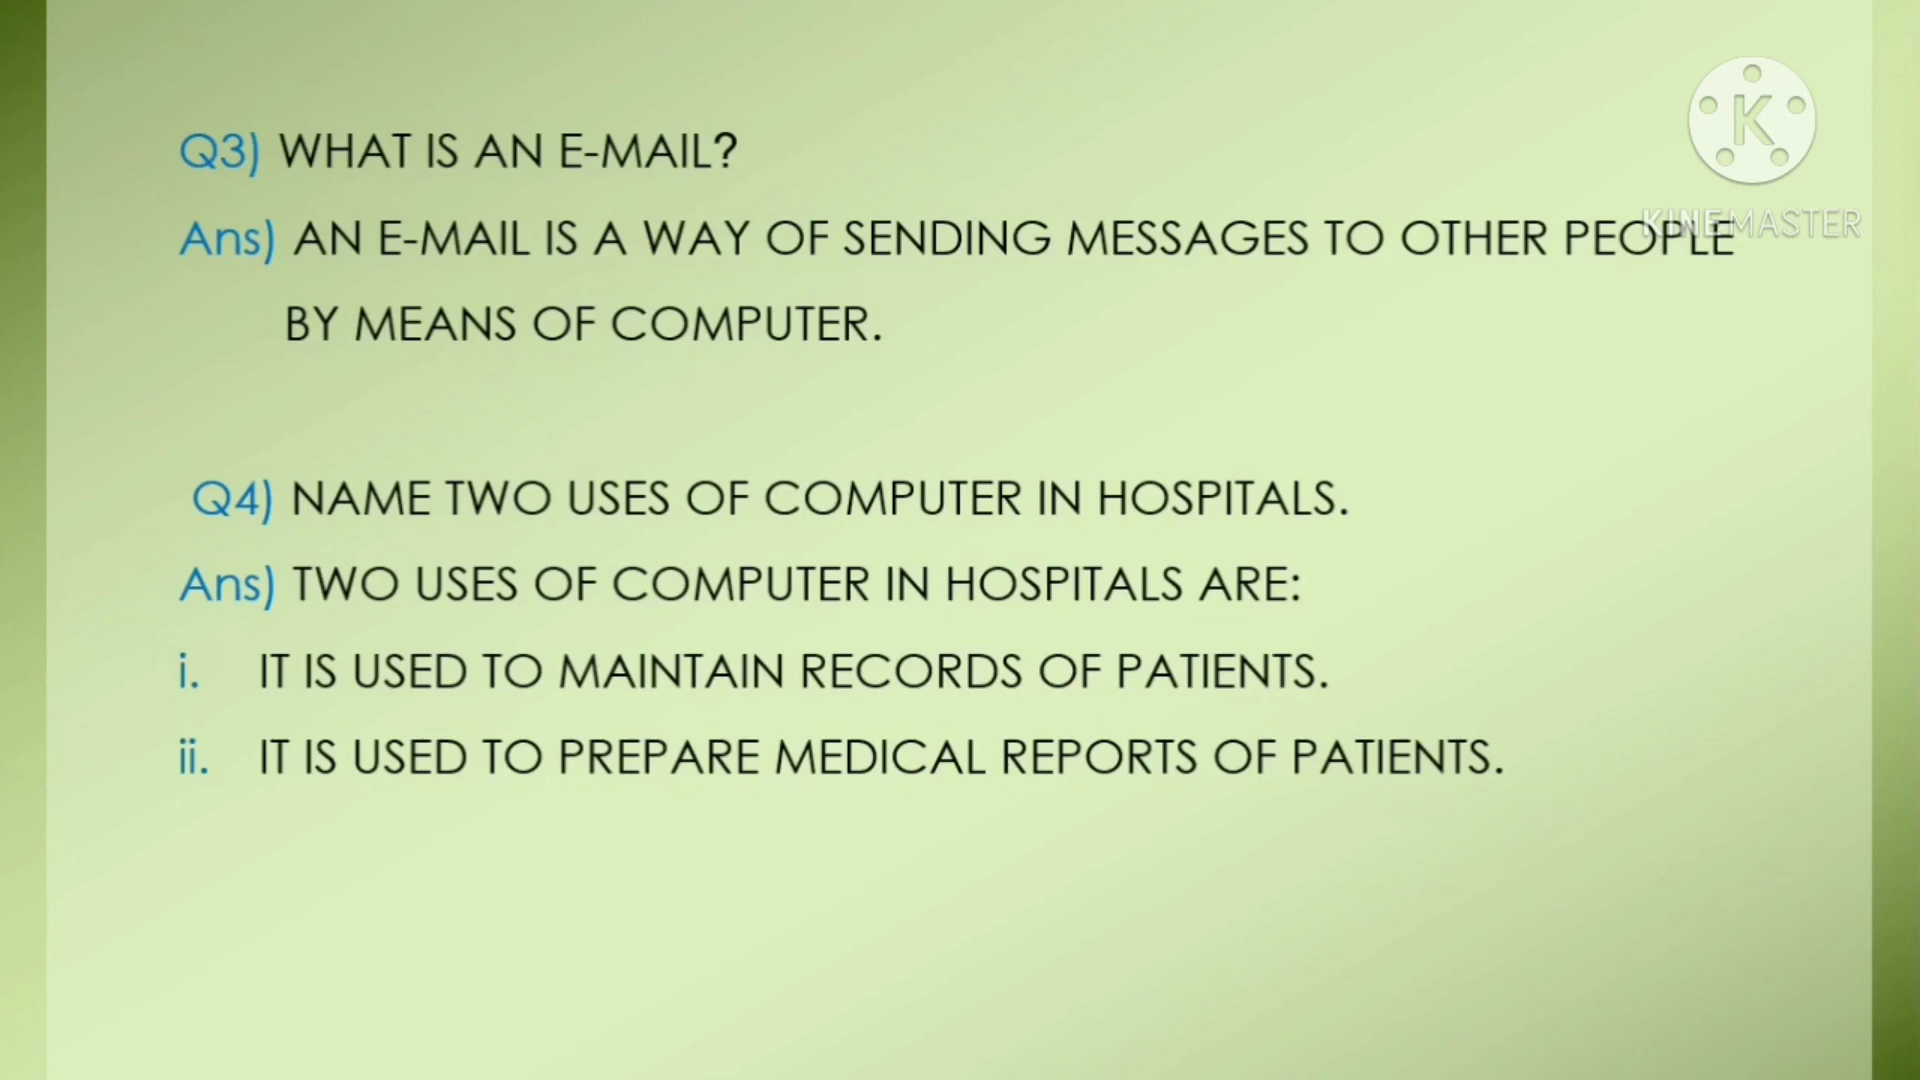 Q3) WHAT IS AN E-MAIL?
Ans) AN E-MAIL IS A WAY OF SENDING MESSAGES TO OTHER PEOPLE
BY MEANS OF COMPUTER.
Q4) NAME TWO USES OF COMPUTER IN HOSPITALS.
Ans) TWO USES OF COMPUTER IN HOSPITALS ARE:
i. IT IS USED TO MAINTAIN RECORDS OF PATIENTS.
ii. IT IS USED TO PREPARE MEDICAL REPORTS OF PATIENTS.
K
KINEMASTER